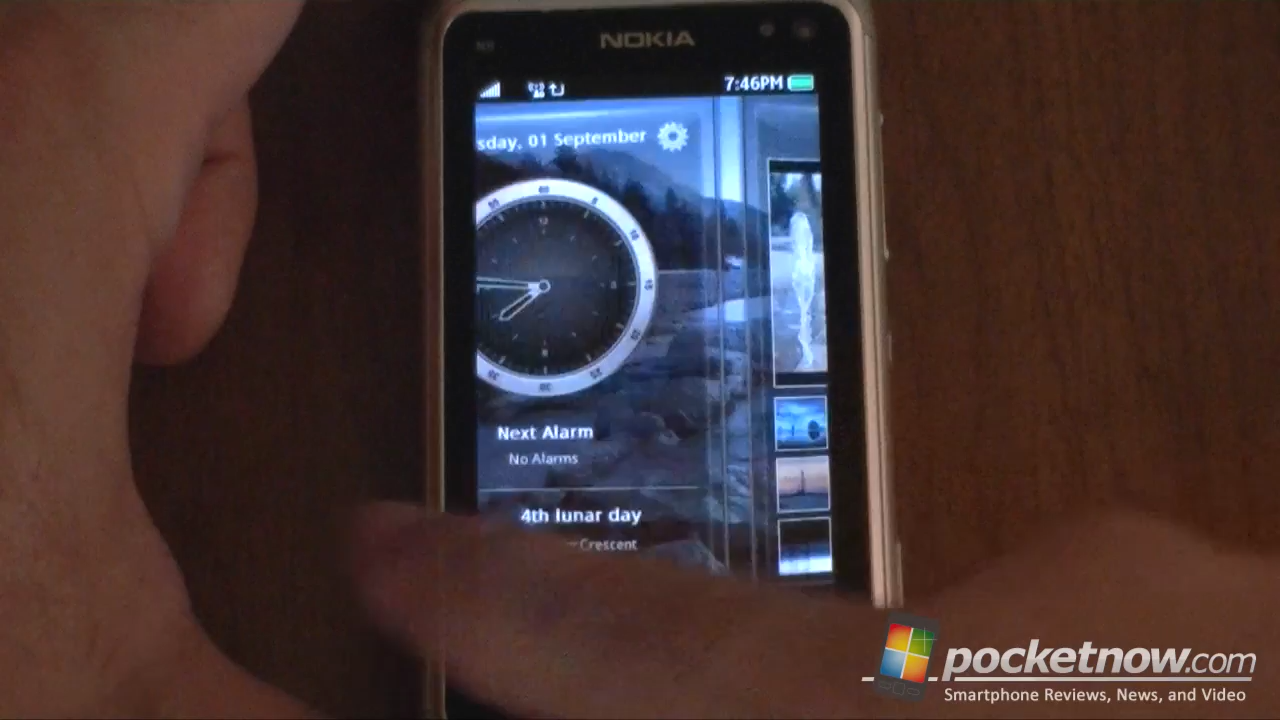 N8
NOKIA
7:46PM
sday, 01 September
Next Alarm
No Alarms
4th lunar day
Crescent
pocketnow.com
Smartphone Reviews, News, and Video